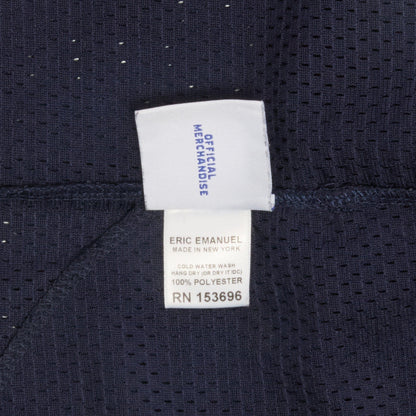 OFFICIAL
MERCHANDISE
ERIC EMANUEL
MADE IN NEW YORK
COLD WATER WASH
HANG DRY (OR DRY IT IDC)
100% POLYESTER
RN 153696